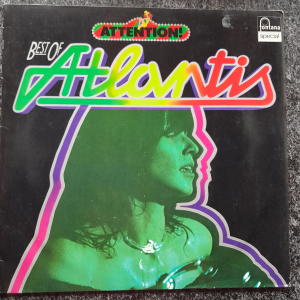 ATTENTION!
fontana
special
BEST OF
Atlantis